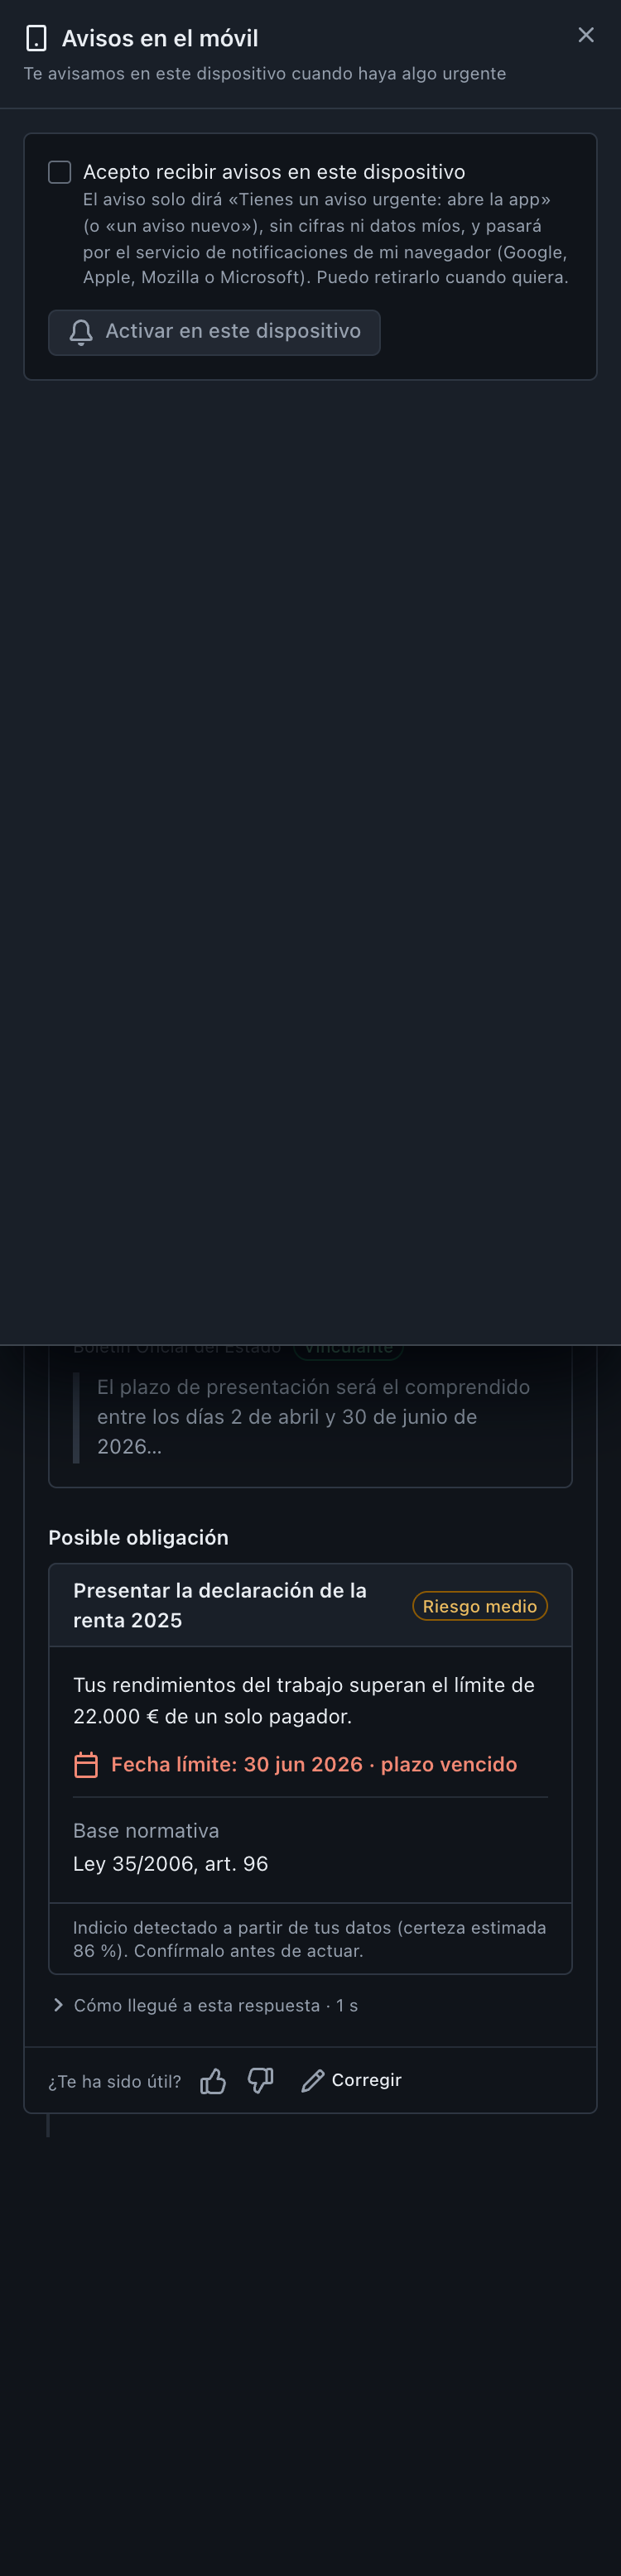 Avisos en el móvil
Te avisamos en este dispositivo cuando haya algo urgente
Acepto recibir avisos en este dispositivo
El aviso solo dirá «Tienes un aviso urgente: abre la app»
(o «un aviso nuevo»), sin cifras ni datos míos, y pasará
por el servicio de notificaciones de mi navegador (Google,
Apple, Mozilla o Microsoft). Puedo retirarlo cuando quiera.
Activar en este dispositivo
Boletín Oficial del Estado Vinculante
El plazo de presentación será el comprendido
entre los días 2 de abril y 30 de junio de
2026...
Posible obligación
Presentar la declaración de la
renta 2025
Riesgo medio
Tus rendimientos del trabajo superan el límite de
22.000 € de un solo pagador.
Fecha límite: 30 jun 2026 · plazo vencido
Base normativa
Ley 35/2006, art. 96
Indicio detectado a partir de tus datos (certeza estimada
86 %). Confírmalo antes de actuar.
Cómo llegué a esta respuesta · 1 s
¿Te ha sido útil?
Corregir